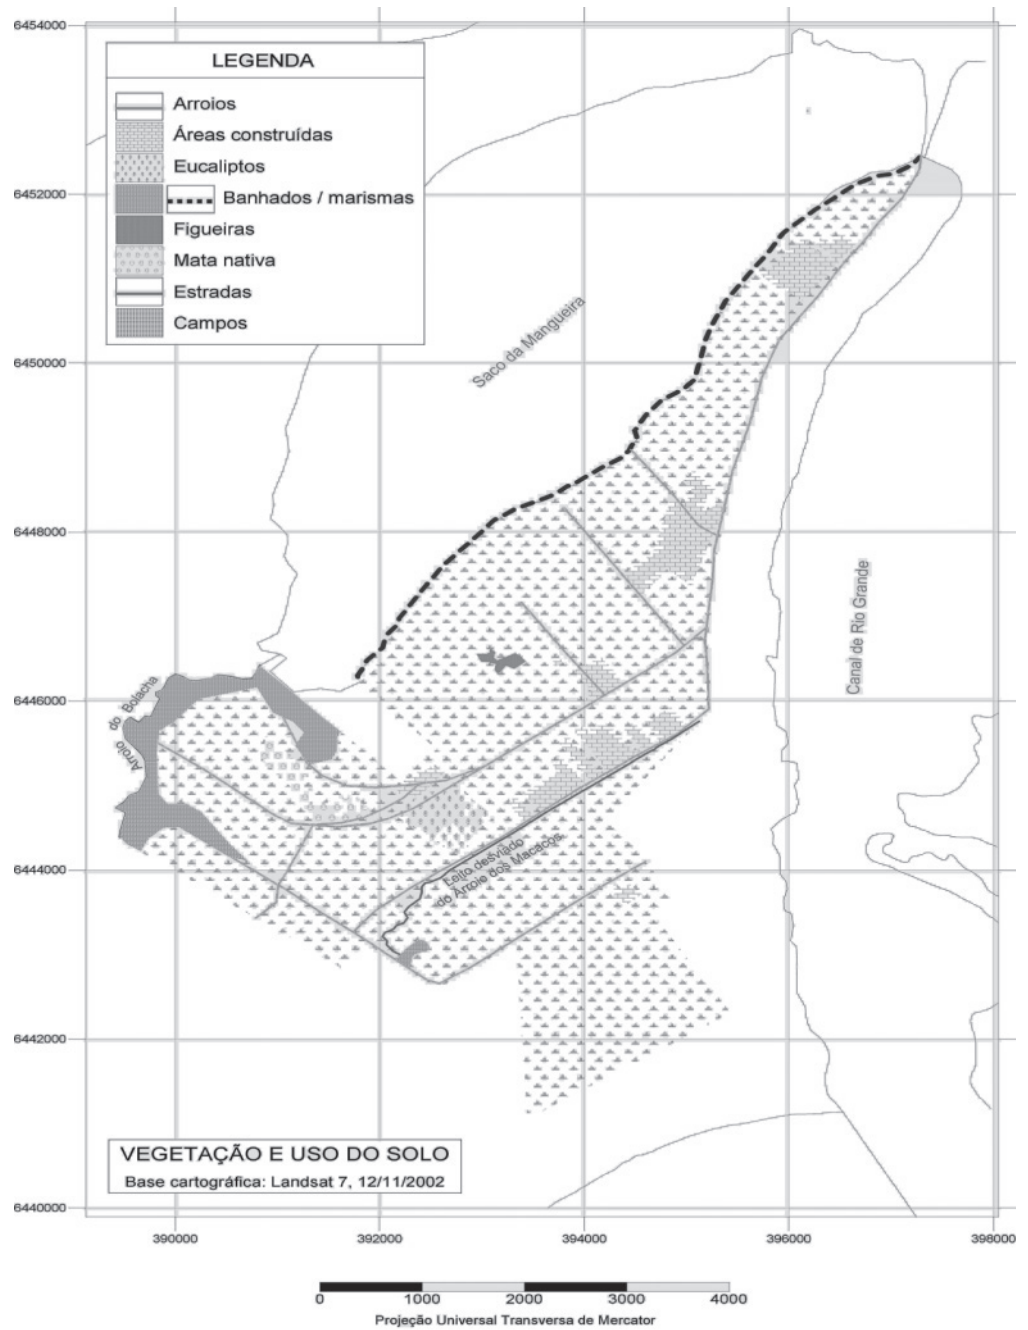 6454000
LEGENDA
Arroios
Áreas construídas
Eucaliptos
Banhados / marismas
Figueiras
Mata nativa
Estradas
Campos
6452000
6450000
Saco da Mangueira
6448000
Canal de Rio Grande
6446000
Arroio do Bolacha
6444000
Leito desviado
do Arroio dos Macacos
6442000
VEGETAÇÃO E USO DO SOLO
Base cartográfica: Landsat 7, 12/11/2002
6440000
390000 392000 394000 396000 398000
0 1000 2000 3000 4000
Projeção Universal Transversa de Mercator